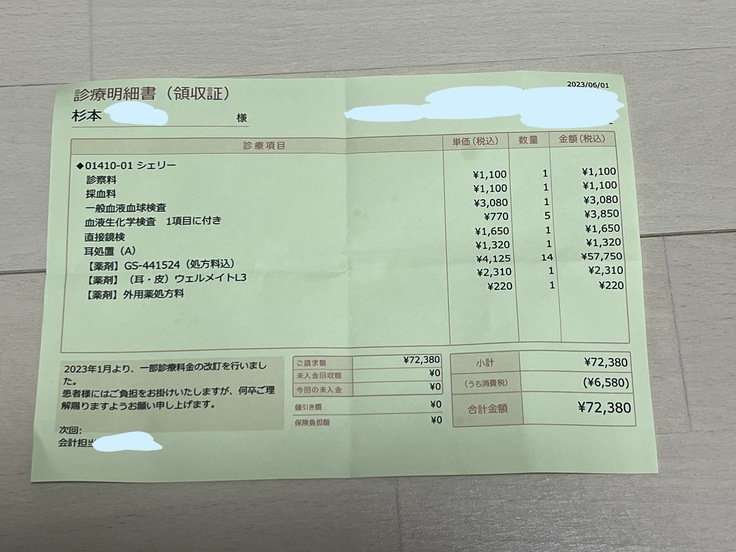 診療明細書（領収証）
2023/06/01
杉本 様
診療項目 単価（税込） 数量 金額（税込）
◆01410-01 シェリー
診察料 ¥1,100 1 ¥1,100
採血料 ¥1,100 1 ¥1,100
一般血液血球検査 ¥3,080 1 ¥3,080
血液生化学検査 1項目に付き ¥770 5 ¥3,850
直接鏡検 ¥1,650 1 ¥1,650
耳処置（A） ¥1,320 1 ¥1,320
【薬剤】GS-441524（処方料込） ¥4,125 14 ¥57,750
【薬剤】（耳・皮）ウェルメイトL3 ¥2,310 1 ¥2,310
【薬剤】外用薬処方料 ¥220 1 ¥220
2023年1月より、一部診療料金の改訂を行いまし
た。
患者様にはご負担をお掛けいたしますが、何卒ご理
解賜りますようお願い申し上げます。
次回:
会計担当
ご請求額 ¥72,380
未入金回収額 ¥0
今回の未入金 ¥0
値引き額 ¥0
保険負担額 ¥0
小計 ¥72,380
（うち消費税） (¥6,580)
合計金額 ¥72,380